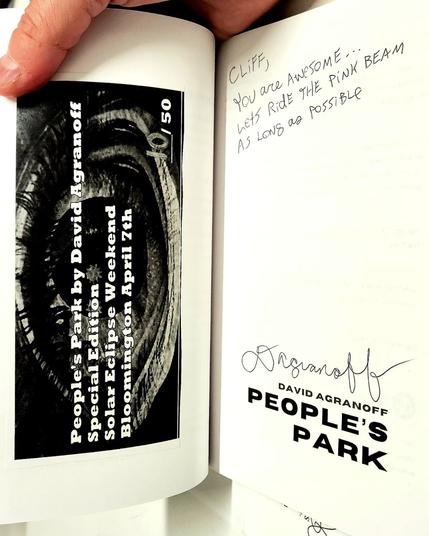 People's Park by David Agranoff
Special Edition
Solar Eclipse Weekend
Bloomington April 7th
/ 50
CLiFF,
YOU are AWESOME...
LETS RiDE THE PiNK BEAM
AS LONG as POSSiBLe
Dagranoff
DAVID AGRANOFF
PEOPLE'S
PARK